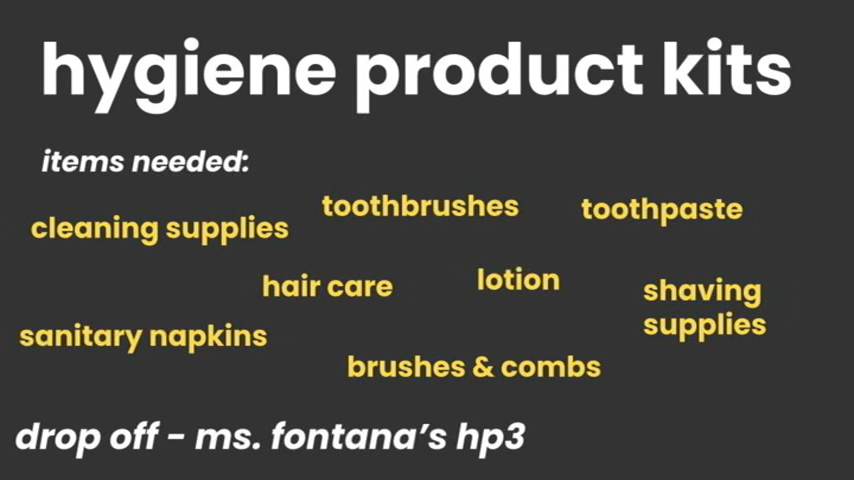 hygiene product kits
items needed:
toothbrushes
toothpaste
cleaning supplies
hair care
lotion
shaving
supplies
sanitary napkins
brushes & combs
drop off - ms. fontana's hp3